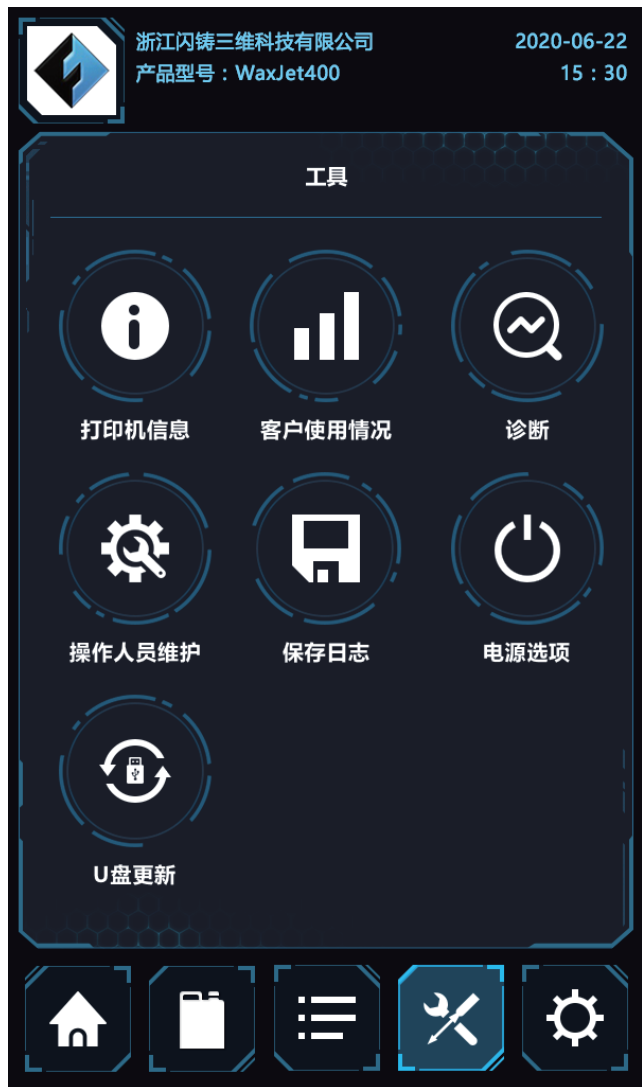 浙江闪铸三维科技有限公司
2020-06-22
产品型号：WaxJet400
15：30
工具
打印机信息
客户使用情况
诊断
操作人员维护
保存日志
电源选项
U盘更新